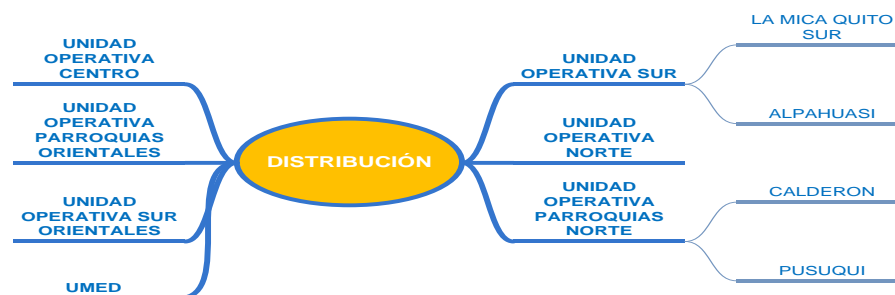 UNIDAD
OPERATIVA
CENTRO
UNIDAD
OPERATIVA
PARROQUIAS
ORIENTALES
UNIDAD
OPERATIVA SUR
ORIENTALES
UMED
DISTRIBUCIÓN
UNIDAD
OPERATIVA SUR
UNIDAD
OPERATIVA
NORTE
UNIDAD
OPERATIVA
PARROQUIAS
NORTE
LA MICA QUITO
SUR
ALPAHUASI
CALDERON
PUSUQUI